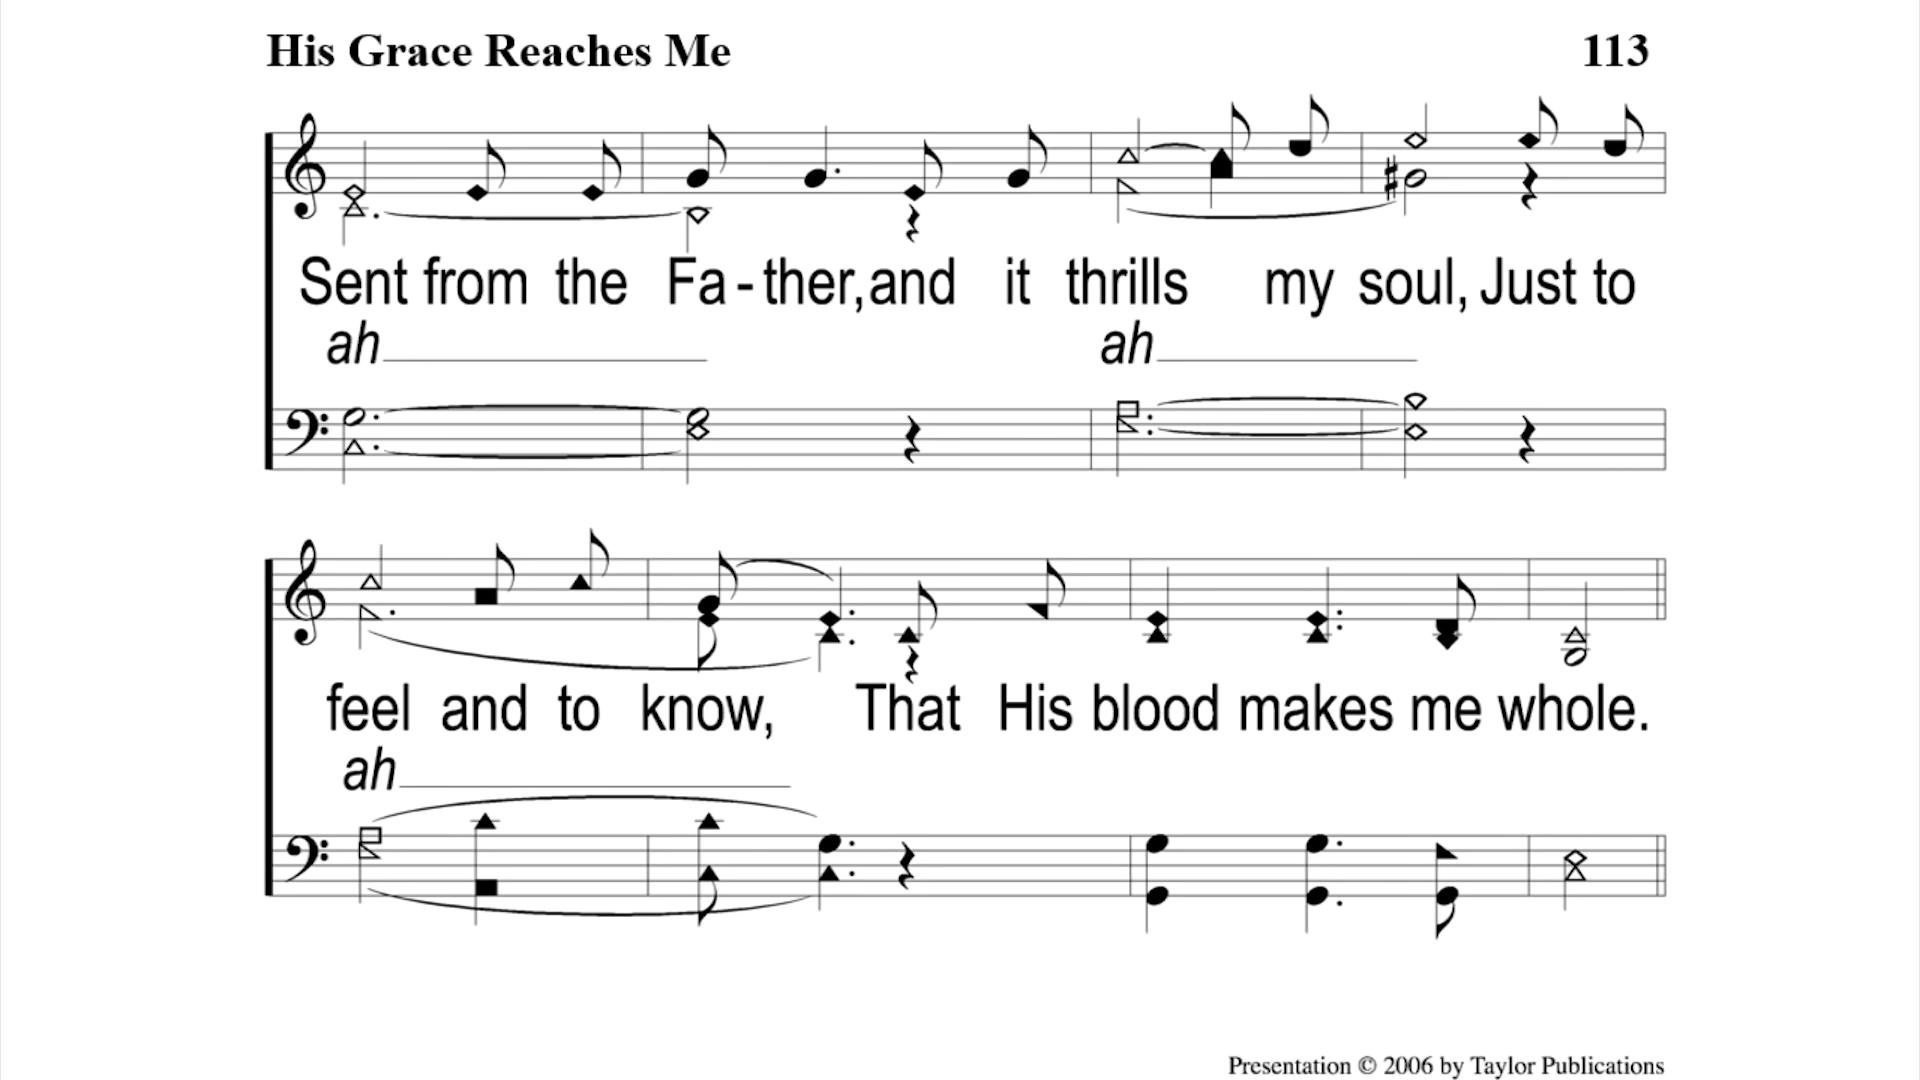 His Grace Reaches Me 113
Sent from the Fa-ther, and it thrills my soul, Just to
ah ah
feel and to know, That His blood makes me whole.
ah
Presentation © 2006 by Taylor Publications